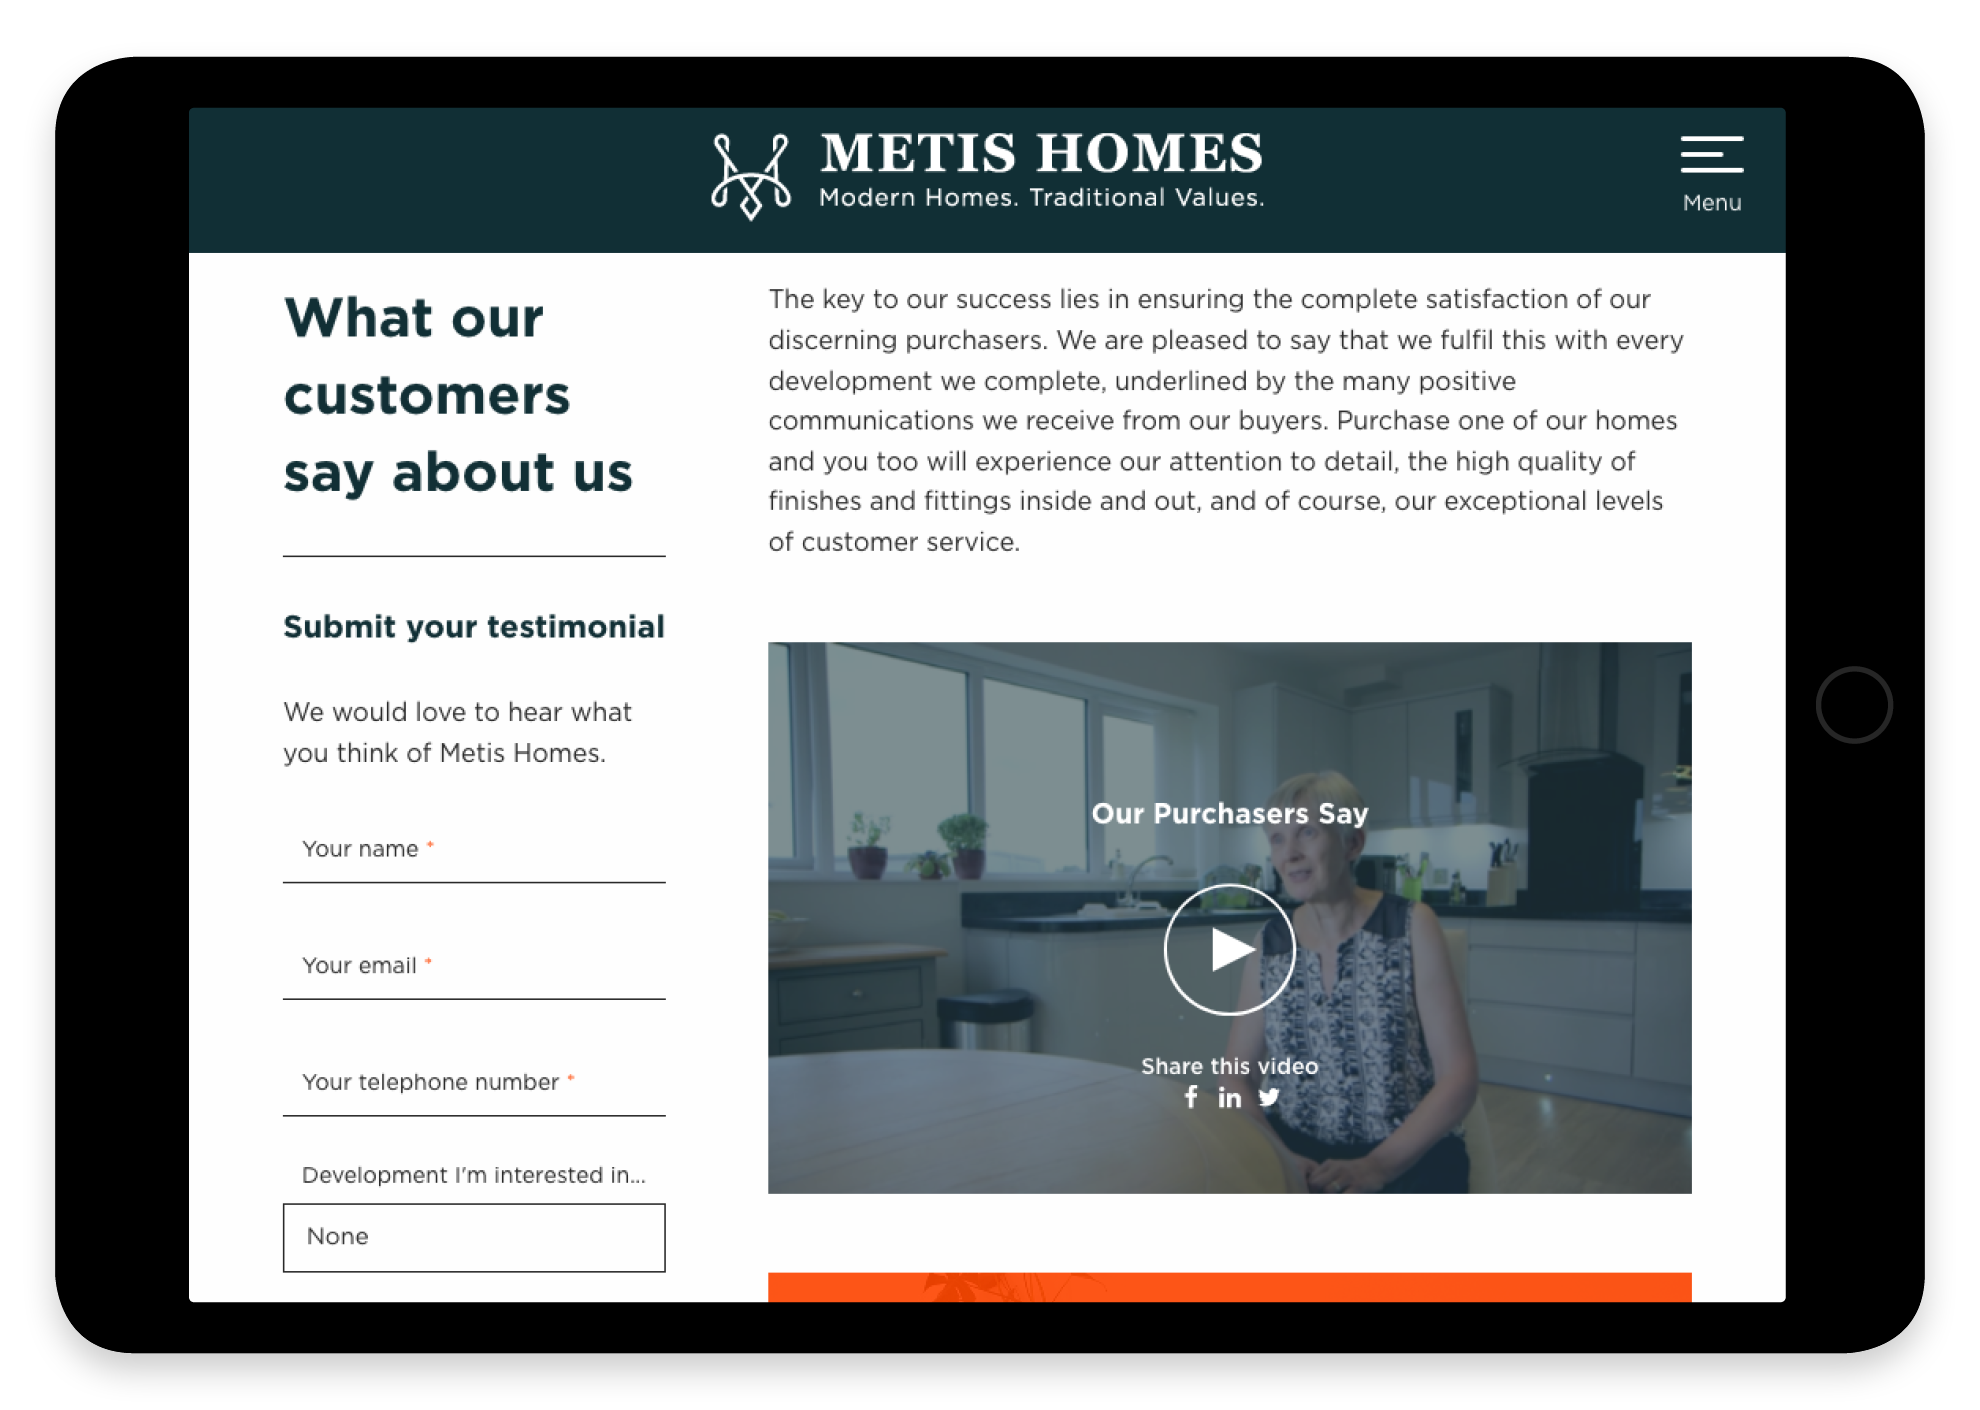 METIS HOMES
Modern Homes. Traditional Values.
Menu
What our
customers
say about us
Submit your testimonial
We would love to hear what
you think of Metis Homes.
Your name *
Your email *
Your telephone number *
Development I'm interested in...
None
The key to our success lies in ensuring the complete satisfaction of our
discerning purchasers. We are pleased to say that we fulfil this with every
development we complete, underlined by the many positive
communications we receive from our buyers. Purchase one of our homes
and you too will experience our attention to detail, the high quality of
finishes and fittings inside and out, and of course, our exceptional levels
of customer service.
Our Purchasers Say
Share this video
f in